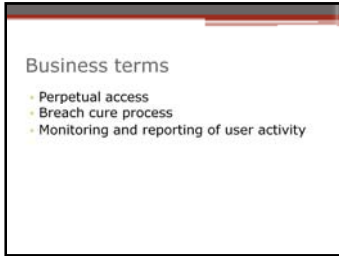 Business terms
• Perpetual access
• Breach cure process
• Monitoring and reporting of user activity